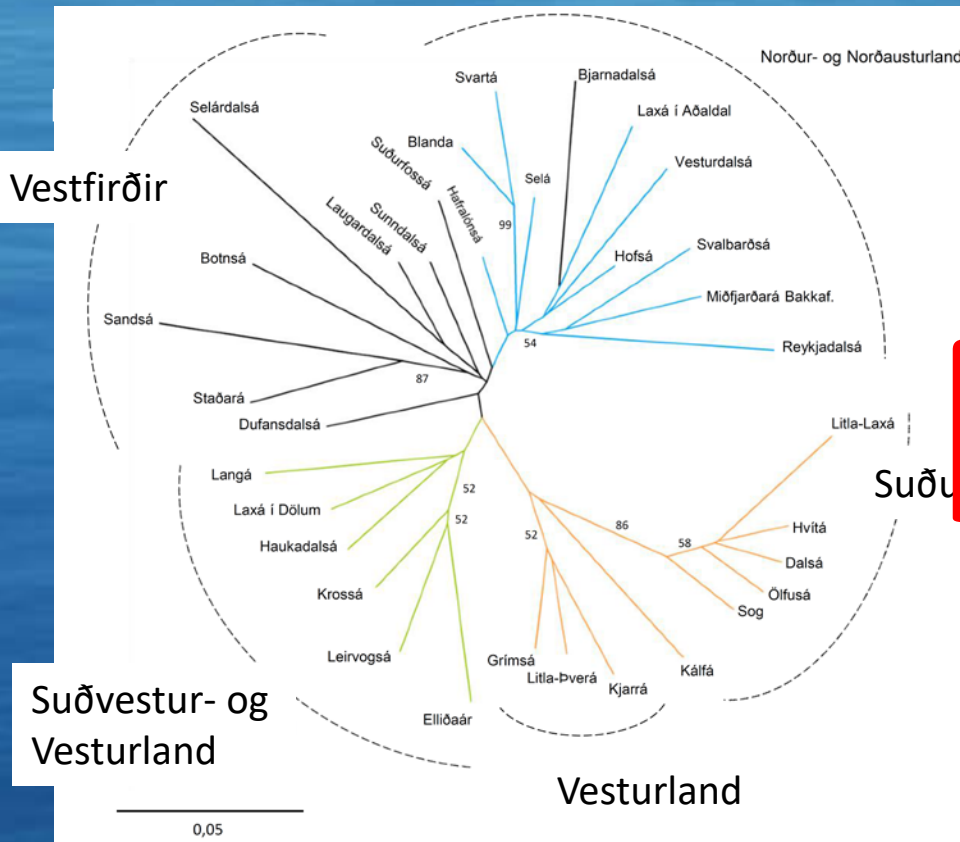 Norður- og Norðausturland
Svartá
Bjarnadalsá
Selárdalsá
Laxá í Aðaldal
Blanda
Suðurfossá
Vesturdalsá
Vestfirðir
Hafralónsá
Selá
Sunndalsá
Laugardalsá
99
Svalbarðsá
Botnsá
Hofsá
Miðfjarðará Bakkaf.
Sandsá
54
Reykjadalsá
87
Staðará
Dufansdalsá
Litla-Laxá
Langá
Suðu
52
Laxá í Dölum
52
86
Hvítá
52
58
Haukadalsá
Dalsá
Krossá
Ölfusá
Sog
Leirvogsá
Grímsá
Litla-Þverá
Kálfá
Kjarrá
Suðvestur- og
Vesturland
Elliðaár
Vesturland
0,05